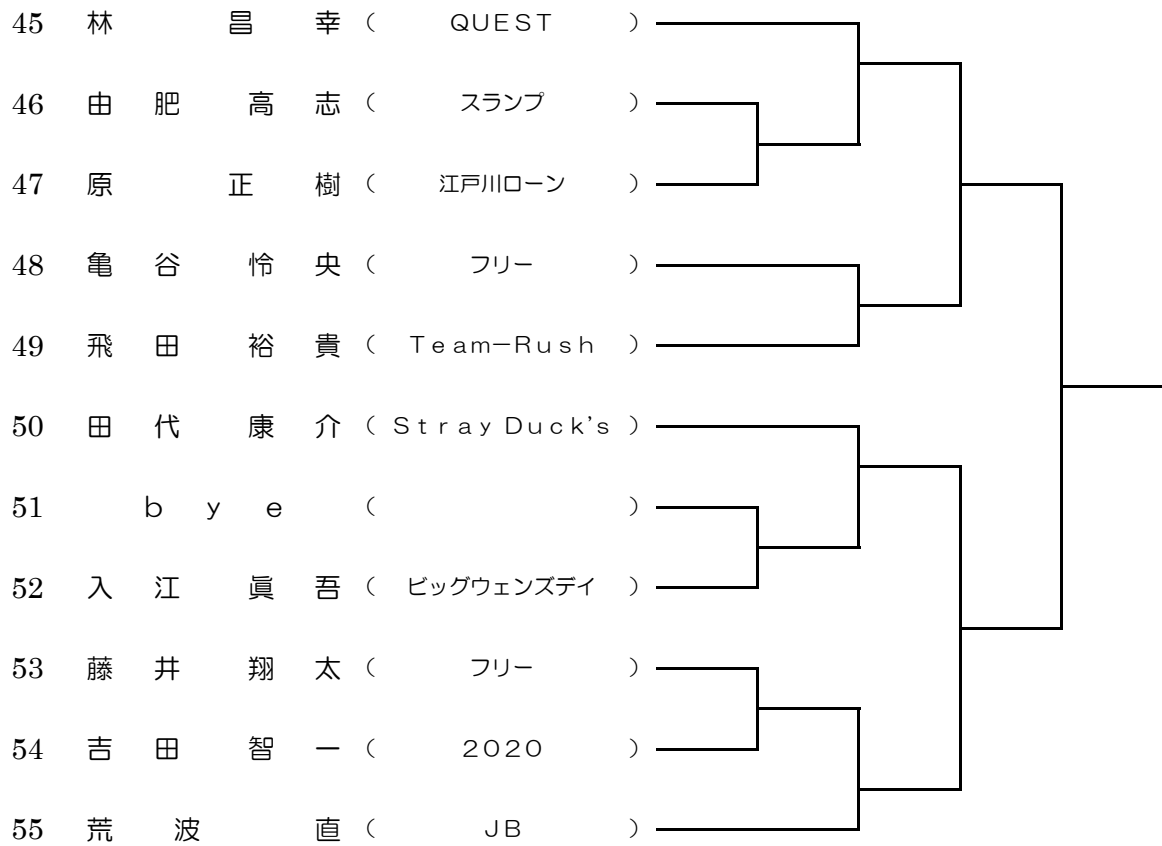 45 林 昌 幸 ( QUEST )
46 由 肥 高 志 ( スランプ )
47 原 正 樹 ( 江戸川ローン )
48 亀 谷 怜 央 ( フリー )
49 飛 田 裕 貴 ( Team-Rush )
50 田 代 康 介 ( Stray Duck's )
51 b y e ( )
52 入 江 眞 吾 ( ビッグウェンズデイ )
53 藤 井 翔 太 ( フリー )
54 吉 田 智 一 ( 2020 )
55 荒 波 直 ( JB )